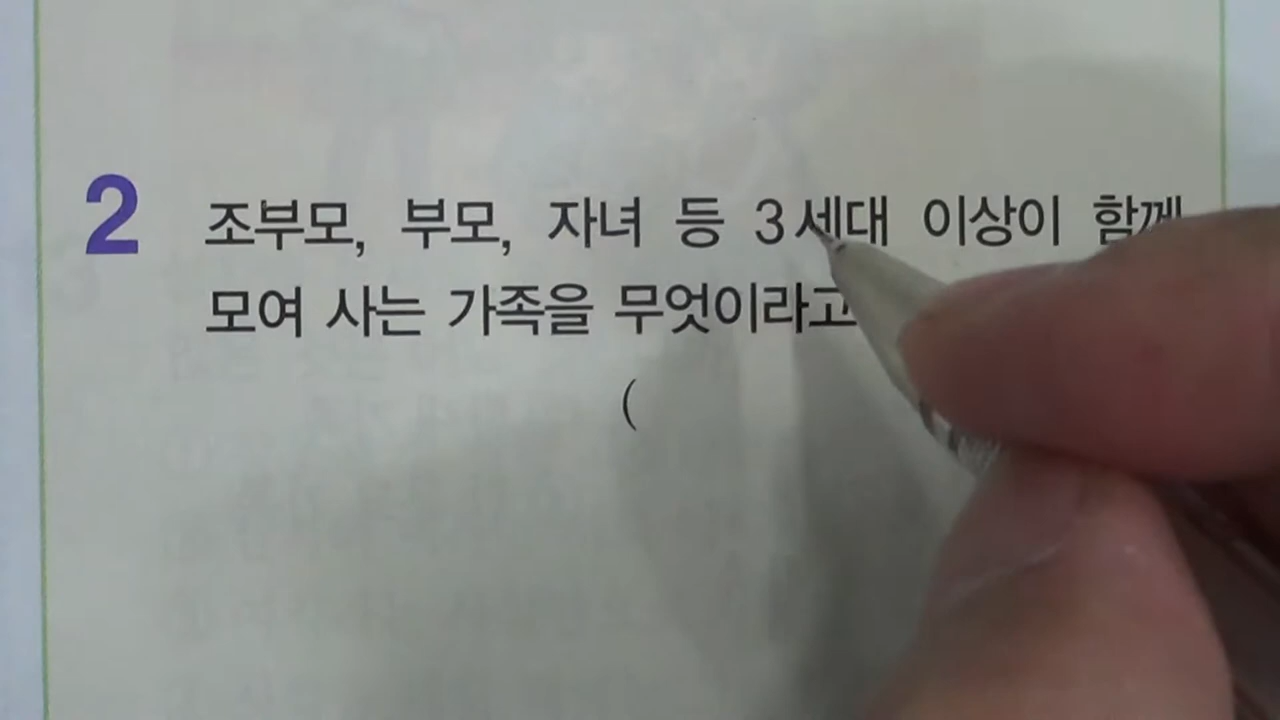 2 조부모, 부모, 자녀 등 3세대 이상이 함께
모여 사는 가족을 무엇이라고
(